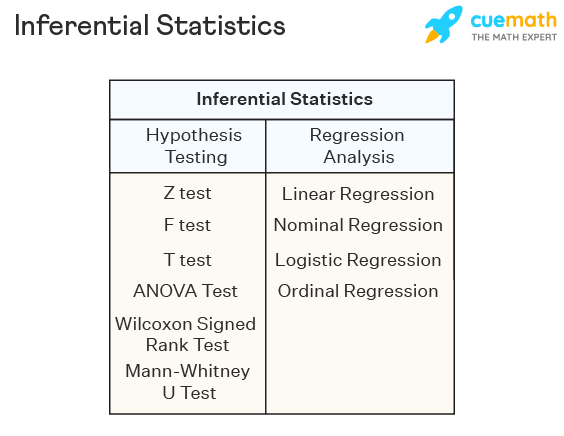 Inferential Statistics
cuemath
THE MATH EXPERT
Inferential Statistics
Hypothesis
Testing
Regression
Analysis
Z test
Linear Regression
F test
Nominal Regression
T test
Logistic Regression
ANOVA Test
Ordinal Regression
Wilcoxon Signed
Rank Test
Mann-Whitney
U Test